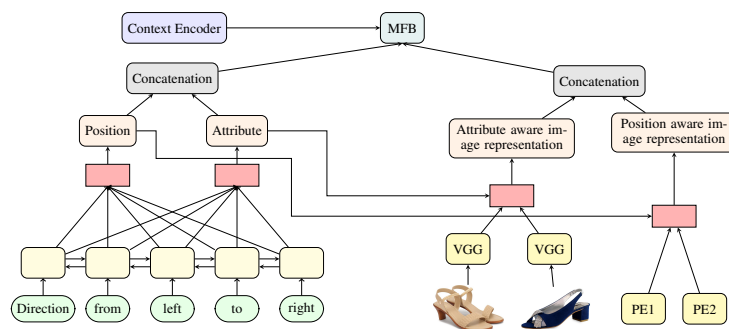 Context Encoder
MFB
Concatenation
Concatenation
Position
Attribute
Attribute aware im-
age representation
Position aware im-
age representation
VGG
VGG
Direction
from
left
to
right
PE1
PE2